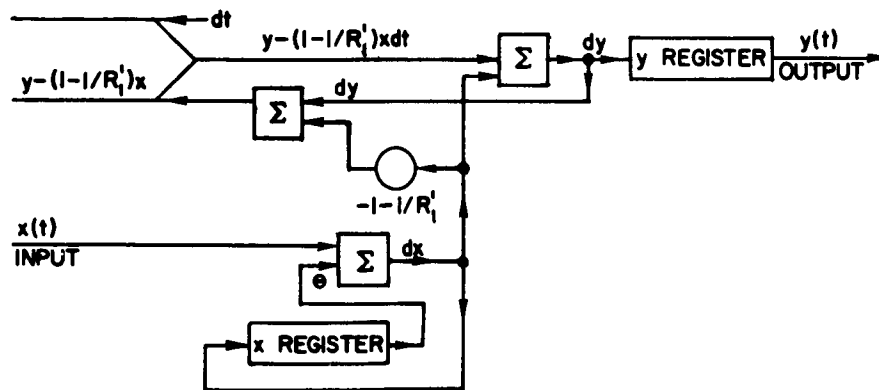 dt
y-(1-1/R'₁)xdt
Σ
dy
y REGISTER
y(t)
OUTPUT
y-(1-1/R'₁)x
Σ
dy
-1-1/R'₁
x(t)
INPUT
Σ
dx
Θ
x REGISTER